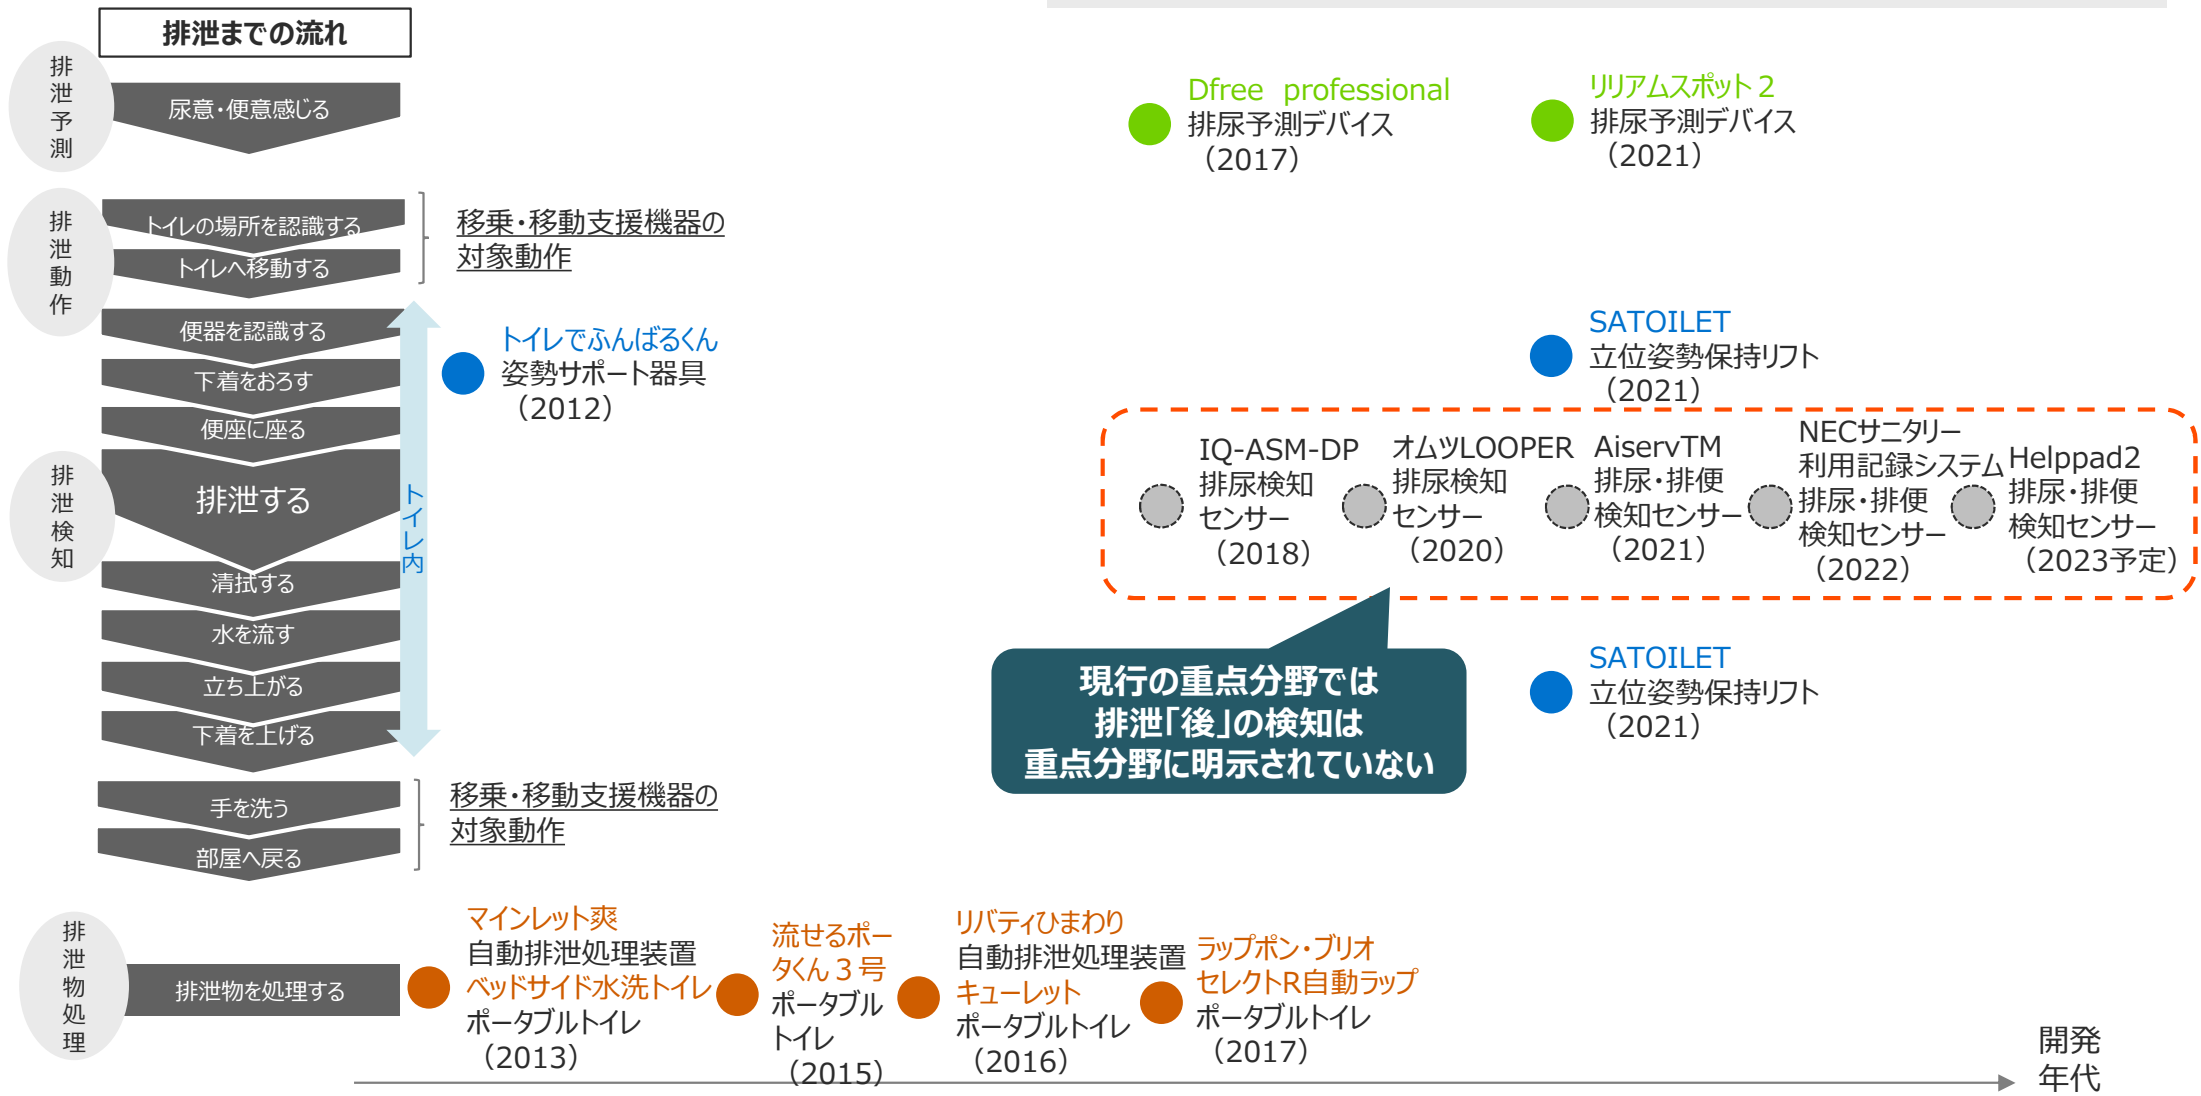 排泄までの流れ
排泄予測
尿意・便意感じる
Dfree professional
排尿予測デバイス
（2017）
リリアムスポット２
排尿予測デバイス
（2021）
排泄動作
トイレの場所を認識する
トイレへ移動する
移乗・移動支援機器の
対象動作
便器を認識する
下着をおろす
便座に座る
トイレでふんばるくん
姿勢サポート器具
（2012）
SATOILET
立位姿勢保持リフト
（2021）
排泄検知
排泄する
トイレ内
IQ-ASM-DP
排尿検知
センサー
（2018）
オムツLOOPER
排尿検知
センサー
（2020）
AiservTM
排尿・排便
検知センサー
（2021）
NECサニタリー
利用記録システム
排尿・排便
検知センサー
（2022）
Helppad2
排尿・排便
検知センサー
（2023予定）
清拭する
水を流す
立ち上がる
下着を上げる
現行の重点分野では
排泄「後」の検知は
重点分野に明示されていない
SATOILET
立位姿勢保持リフト
（2021）
手を洗う
部屋へ戻る
移乗・移動支援機器の
対象動作
排泄物処理
排泄物を処理する
マインレット爽
自動排泄処理装置
ベッドサイド水洗トイレ
ポータブルトイレ
（2013）
流せるポー
タくん３号
ポータブル
トイレ
（2015）
リバティひまわり
自動排泄処理装置
キューレット
ポータブルトイレ
（2016）
ラップポン・ブリオ
セレクトR自動ラップ
ポータブルトイレ
（2017）
開発
年代